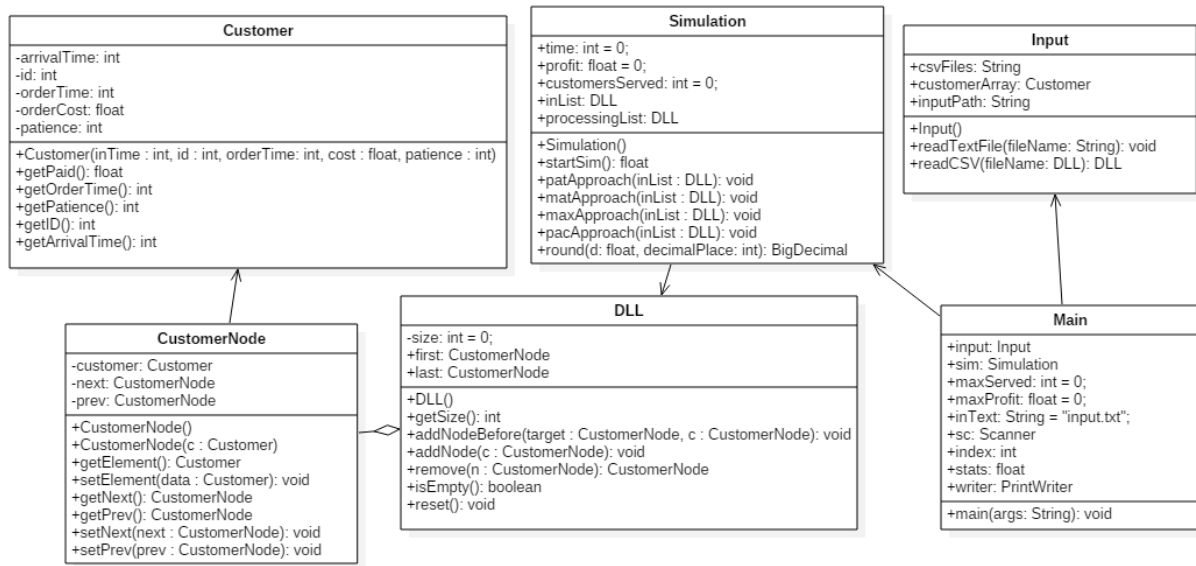 Customer
-arrivalTime: int
-id: int
-orderTime: int
-orderCost: float
-patience: int
+Customer(inTime : int, id : int, orderTime: int, cost : float, patience : int)
+getPaid(): float
+getOrderTime(): int
+getPatience(): int
+getID(): int
+getArrivalTime(): int
Simulation
+time: int = 0;
+profit: float = 0;
+customersServed: int = 0;
+inList: DLL
+processingList: DLL
+Simulation()
+startSim(): float
+patApproach(inList : DLL): void
+matApproach(inList : DLL): void
+maxApproach(inList : DLL): void
+pacApproach(inList : DLL): void
+round(d: float, decimalPlace: int): BigDecimal
Input
+csvFiles: String
+customerArray: Customer
+inputPath: String
+Input()
+readTextFile(fileName: String): void
+readCSV(fileName: DLL): DLL
CustomerNode
-customer: Customer
-next: CustomerNode
-prev: CustomerNode
+CustomerNode()
+CustomerNode(c : Customer)
+getElement(): Customer
+setElement(data : Customer): void
+getNext(): CustomerNode
+getPrev(): CustomerNode
+setNext(next : CustomerNode): void
+setPrev(prev : CustomerNode): void
DLL
-size: int = 0;
+first: CustomerNode
+last: CustomerNode
+DLL()
+getSize(): int
+addNodeBefore(target : CustomerNode, c : CustomerNode): void
+addNode(c : CustomerNode): void
+remove(n : CustomerNode): CustomerNode
+isEmpty(): boolean
+reset(): void
Main
+input: Input
+sim: Simulation
+maxServed: int = 0;
+maxProfit: float = 0;
+inText: String = "input.txt";
+sc: Scanner
+index: int
+stats: float
+writer: PrintWriter
+main(args: String): void